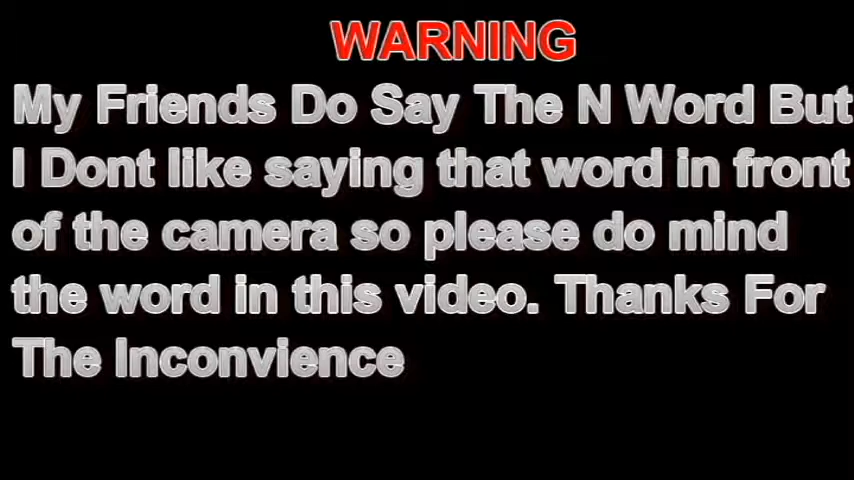 WARNING
My Friends Do Say The N Word But
I Dont like saying that word in front
of the camera so please do mind
the word in this video. Thanks For
The Inconvience